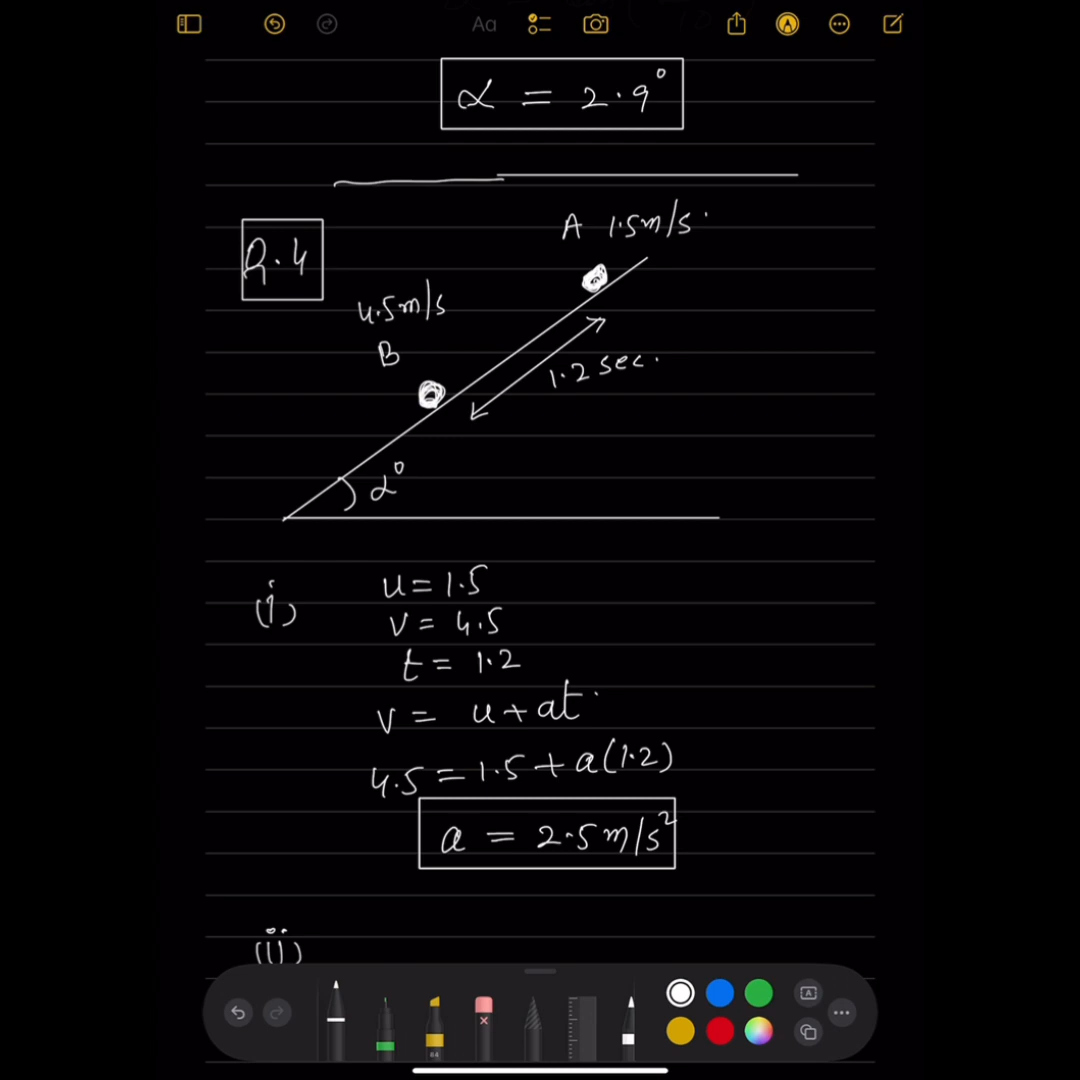 Aa
α = 2.9°
Q.4
A 1.5m/s.
4.5m/s
B
1.2 sec.
α°
(i)
u = 1.5
v = 4.5
t = 1.2
v = u + at
4.5 = 1.5 + a(1.2)
a = 2.5 m/s²
(ii)
84
A